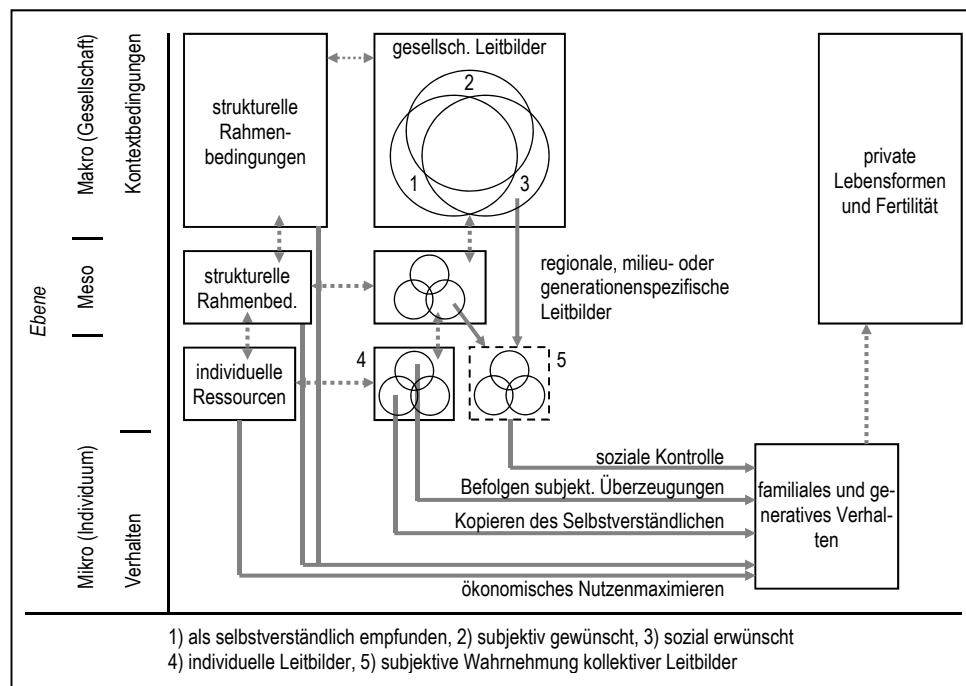 Ebene
Makro (Gesellschaft)
Meso
Mikro (Individuum)
Kontextbedingungen
Verhalten
strukturelle
Rahmen-
bedingungen
gesellsch. Leitbilder
2
1
3
private
Lebensformen
und Fertilität
strukturelle
Rahmenbed.
regionale, milieu- oder
generationenspezifische
Leitbilder
individuelle
Ressourcen
4
5
soziale Kontrolle
Befolgen subjekt. Überzeugungen
Kopieren des Selbstverständlichen
ökonomisches Nutzenmaximieren
familiales und ge-
neratives Verhal-
ten
1) als selbstverständlich empfunden, 2) subjektiv gewünscht, 3) sozial erwünscht
4) individuelle Leitbilder, 5) subjektive Wahrnehmung kollektiver Leitbilder